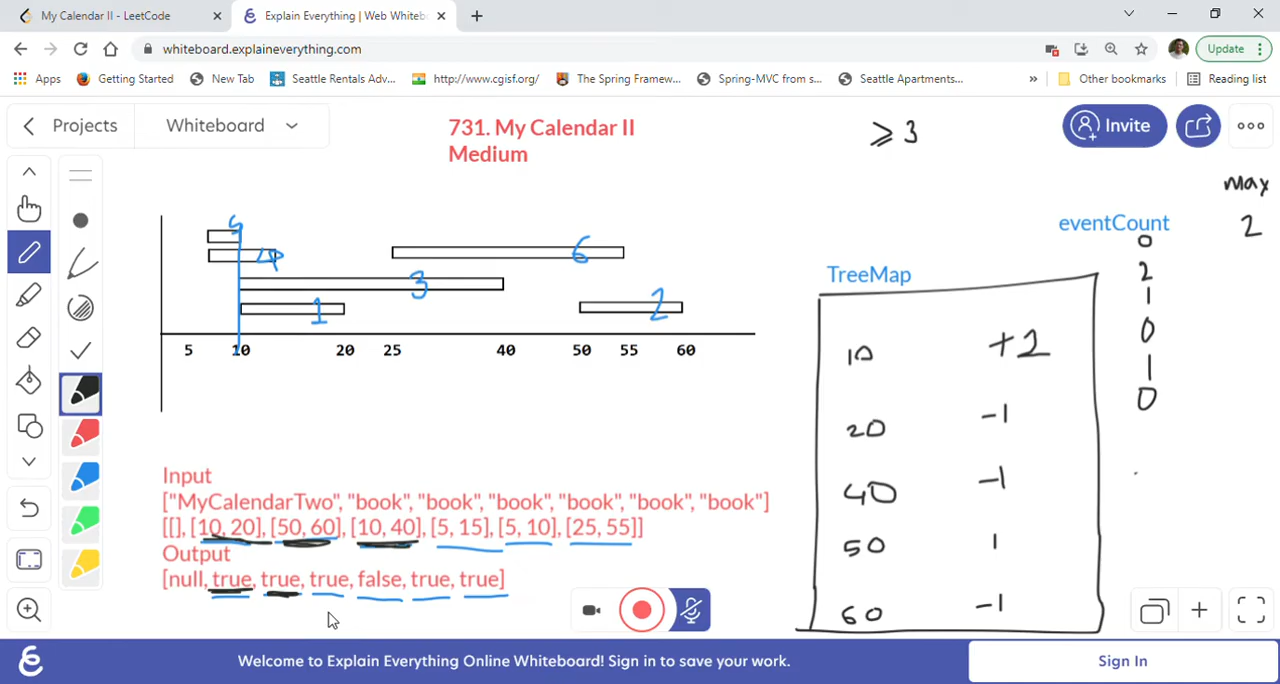 My Calendar II - LeetCode
Explain Everything | Web Whitebo
whiteboard.explaineverything.com
Update
Apps
Getting Started
New Tab
Seattle Rentals Adv...
http://www.cgisf.org/
The Spring Framew...
Spring-MVC from s...
Seattle Apartments...
»
Other bookmarks
Reading list
Projects
Whiteboard
731. My Calendar II
Medium
≥ 3
Invite
max
2
eventCount
0
2
1
0
1
0
TreeMap
10 +2
20 -1
40 -1
50 1
60 -1
5
4
6
3
1
2
5 10 20 25 40 50 55 60
Input
["MyCalendarTwo", "book", "book", "book", "book", "book", "book"]
[[], [10, 20], [50, 60], [10, 40], [5, 15], [5, 10], [25, 55]]
Output
[null, true, true, true, false, true, true]
Welcome to Explain Everything Online Whiteboard! Sign in to save your work.
Sign In